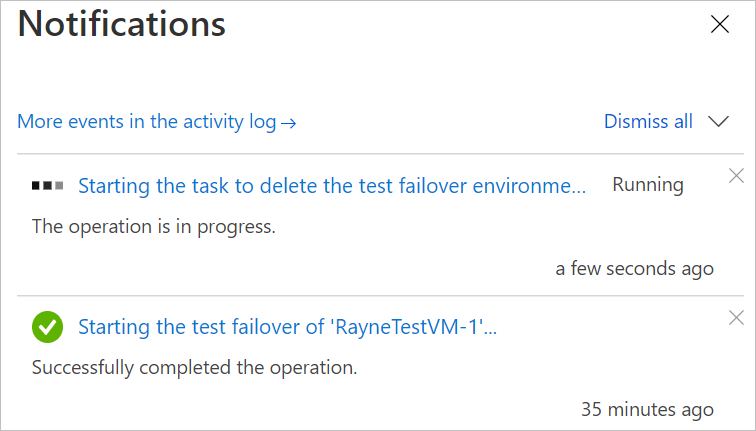 Notifications
More events in the activity log →
Dismiss all
Starting the task to delete the test failover environme...
Running
The operation is in progress.
a few seconds ago
Starting the test failover of 'RayneTestVM-1'...
Successfully completed the operation.
35 minutes ago